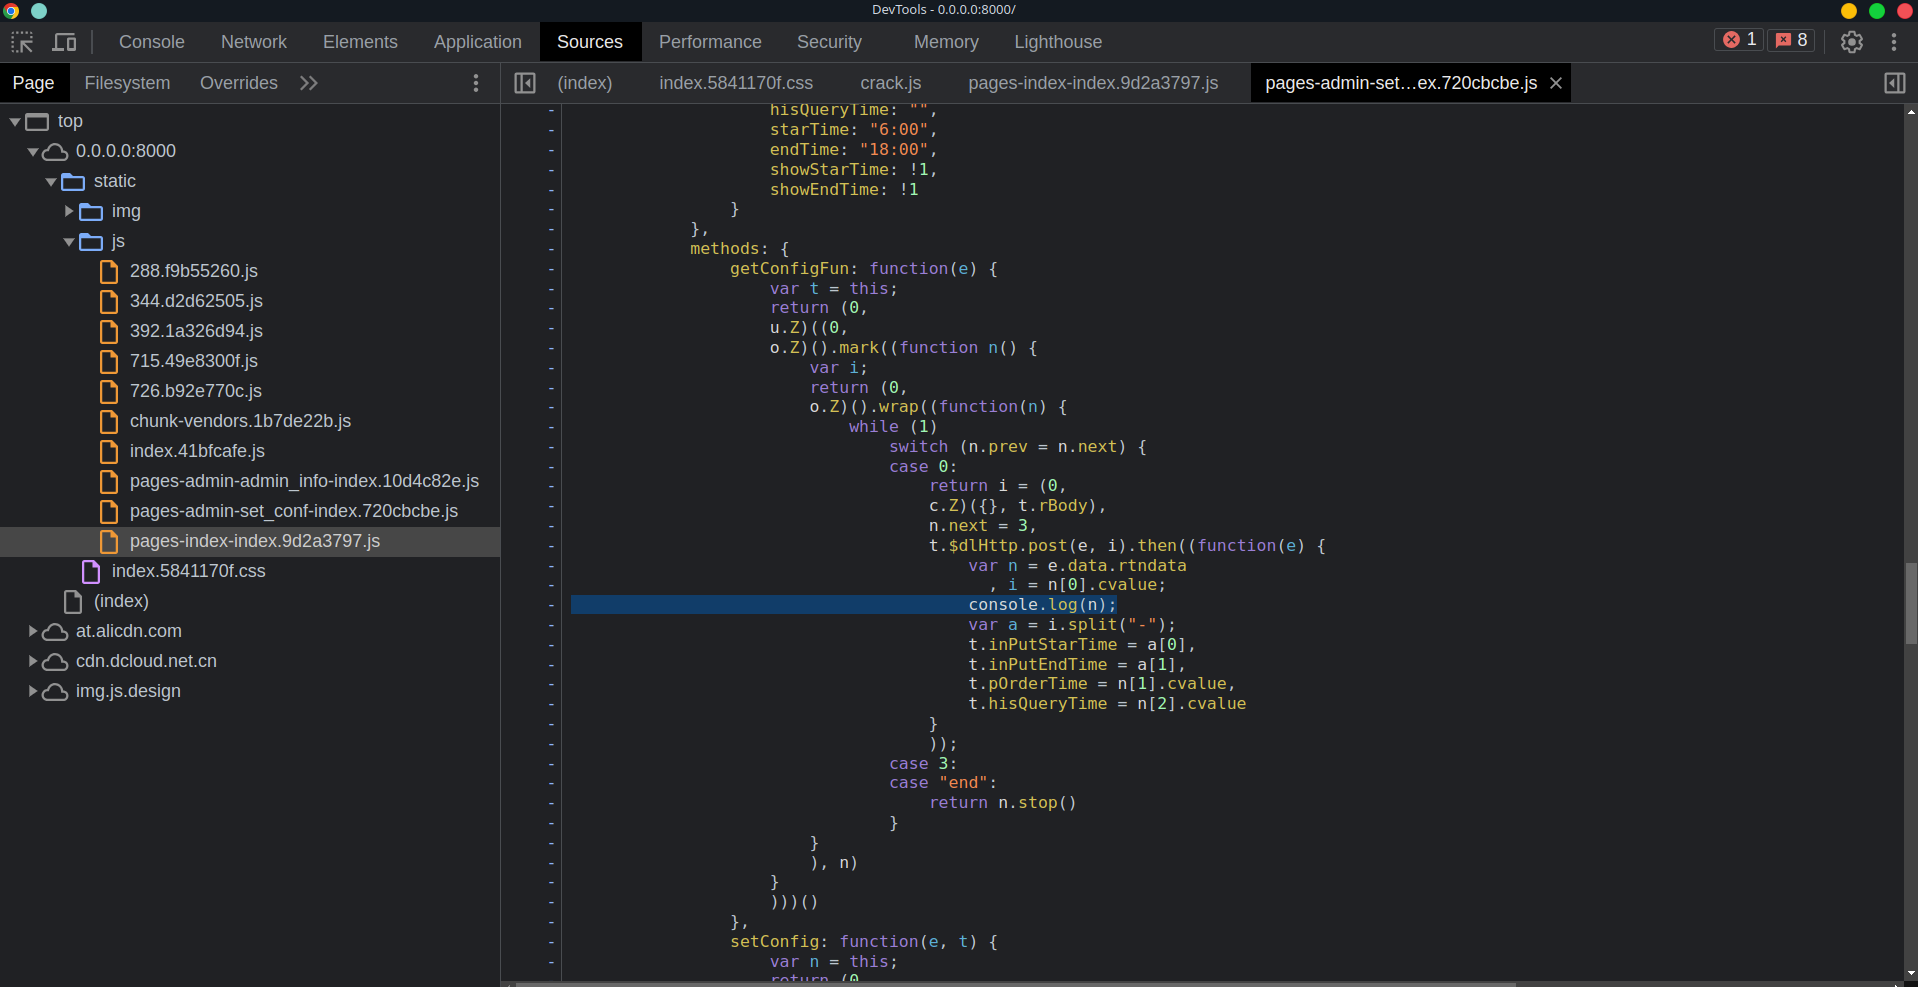 DevTools - 0.0.0.0:8000/
Console Network Elements Application Sources Performance Security Memory Lighthouse 1 8
Page Filesystem Overrides
(index) index.5841170f.css crack.js pages-index-index.9d2a3797.js pages-admin-set…ex.720cbcbe.js
top
0.0.0.0:8000
static
img
js
288.f9b55260.js
344.d2d62505.js
392.1a326d94.js
715.49e8300f.js
726.b92e770c.js
chunk-vendors.1b7de22b.js
index.41bfcafe.js
pages-admin-admin_info-index.10d4c82e.js
pages-admin-set_conf-index.720cbcbe.js
pages-index-index.9d2a3797.js
index.5841170f.css
(index)
at.alicdn.com
cdn.dcloud.net.cn
img.js.design
- hisQueryTime: "",
- startTime: "6:00",
- endTime: "18:00",
- showStartTime: !1,
- showEndTime: !1
- }
- },
- methods: {
- getConfigFun: function(e) {
- var t = this;
- return (0,
- u.Z)((0,
- o.Z)().mark((function n() {
- var i;
- return (0,
- o.Z)().wrap((function(n) {
- while (1)
- switch (n.prev = n.next) {
- case 0:
- return i = (0,
- c.Z)({}, t.rBody),
- n.next = 3,
- t.$dlHttp.post(e, i).then((function(e) {
- var n = e.data.rtndata
- , i = n[0].cvalue;
- console.log(n);
- var a = i.split("-");
- t.inPutStartTime = a[0],
- t.inPutEndTime = a[1],
- t.pOrderTime = n[1].cvalue,
- t.hisQueryTime = n[2].cvalue
- }
- ));
- case 3:
- case "end":
- return n.stop()
- }
- }
- ), n)
- }
- )))()
- },
- setConfig: function(e, t) {
- var n = this;
return (0,